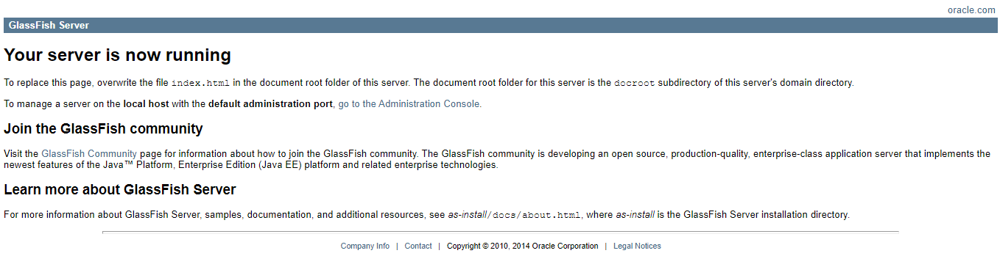 oracle.com
GlassFish Server
Your server is now running
To replace this page, overwrite the file index.html in the document root folder of this server. The document root folder for this server is the docroot subdirectory of this server's domain directory.
To manage a server on the local host with the default administration port, go to the Administration Console.
Join the GlassFish community
Visit the GlassFish Community page for information about how to join the GlassFish community. The GlassFish community is developing an open source, production-quality, enterprise-class application server that implements the
newest features of the Java™ Platform, Enterprise Edition (Java EE) platform and related enterprise technologies.
Learn more about GlassFish Server
For more information about GlassFish Server, samples, documentation, and additional resources, see as-install/docs/about.html, where as-install is the GlassFish Server installation directory.
Company Info | Contact | Copyright © 2010, 2014 Oracle Corporation | Legal Notices